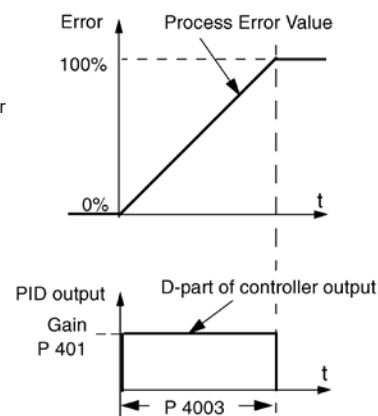 Error
Process Error Value
100%
r
0%
t
PID output
D-part of controller output
Gain
P 401
t
P 4003